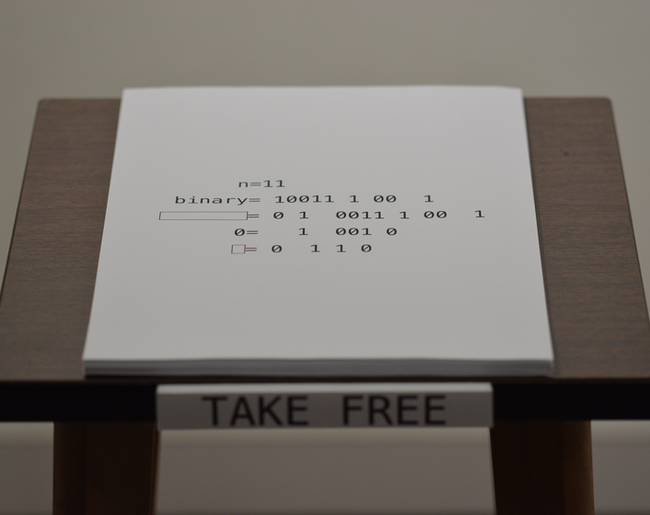 n=11
binary= 10011 1 00 1
= 0 1 0011 1 00 1
0= 1 001 0
= 0 1 1 0
TAKE FREE